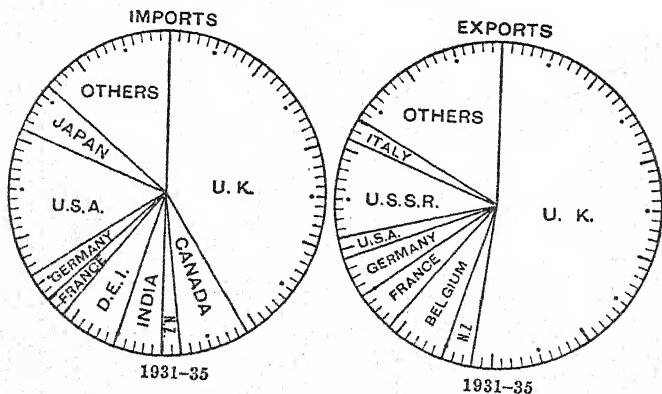 IMPORTS
OTHERS
JAPAN
U.S.A.
GERMANY
FRANCE
D.E.I.
INDIA
N.Z.
CANADA
U. K.
1931–35
EXPORTS
OTHERS
ITALY
U.S.S.R.
U.S.A.
GERMANY
FRANCE
BELGIUM
N.Z
U. K.
1931–35